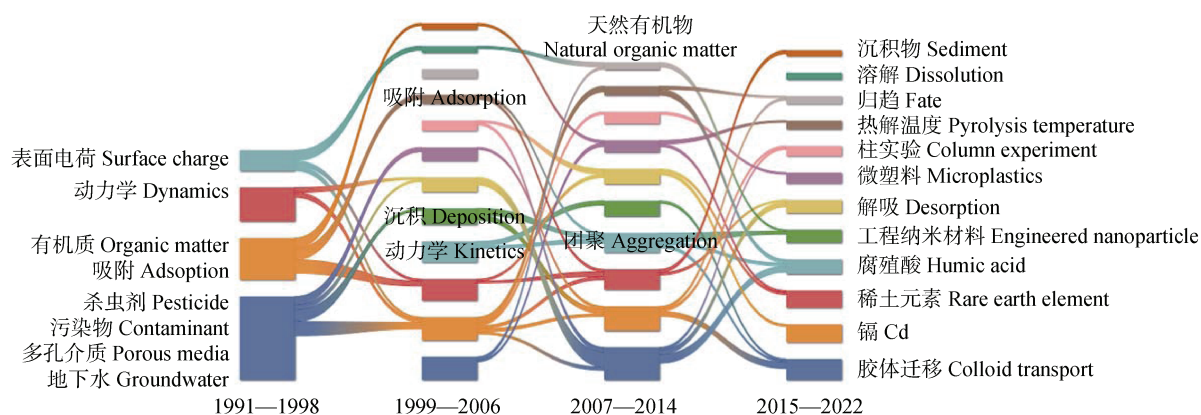 表面电荷 Surface charge
动力学 Dynamics
有机质 Organic matter
吸附 Adsoption
杀虫剂 Pesticide
污染物 Contaminant
多孔介质 Porous media
地下水 Groundwater
吸附 Adsorption
沉积 Deposition
动力学 Kinetics
天然有机物
Natural organic matter
团聚 Aggregation
沉积物 Sediment
溶解 Dissolution
归趋 Fate
热解温度 Pyrolysis temperature
柱实验 Column experiment
微塑料 Microplastics
解吸 Desorption
工程纳米材料 Engineered nanoparticle
腐殖酸 Humic acid
稀土元素 Rare earth element
镉 Cd
胶体迁移 Colloid transport
1991—1998
1999—2006
2007—2014
2015—2022